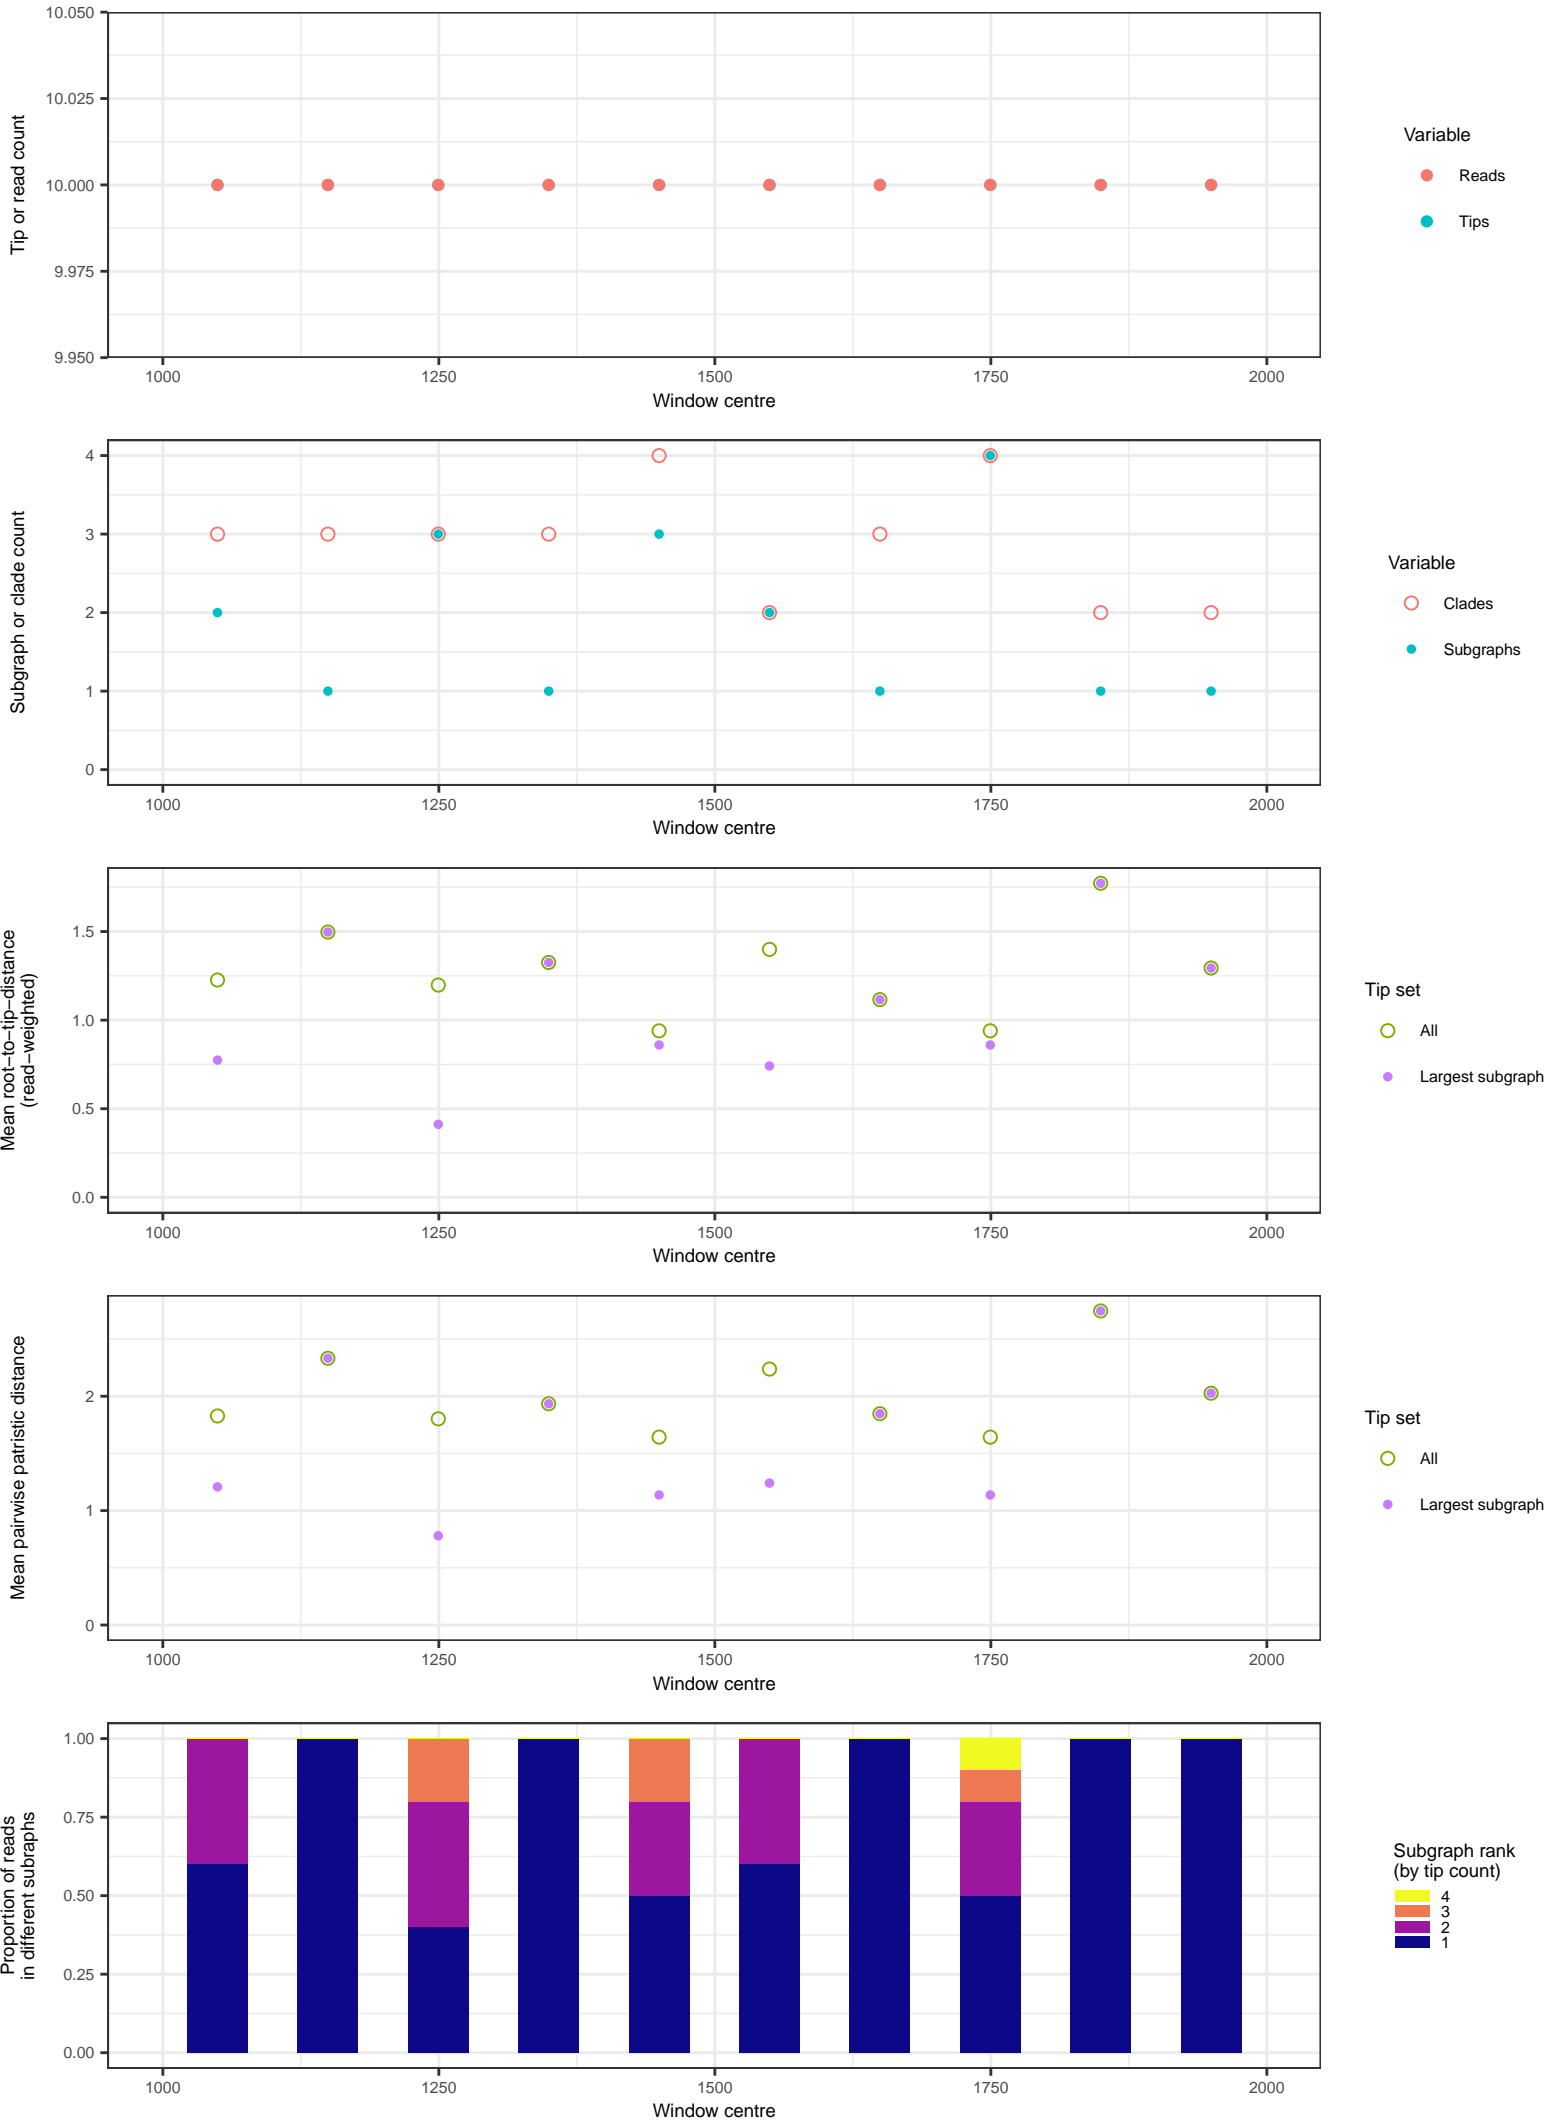 10.050
10.025
10.000
9.975
9.950
Tip or read count
1000 1250 1500 1750 2000
Window centre
Variable
Reads
Tips
4
3
2
1
0
Subgraph or clade count
1000 1250 1500 1750 2000
Window centre
Variable
Clades
Subgraphs
1.5
1.0
0.5
0.0
Mean root−to−tip−distance
(read−weighted)
1000 1250 1500 1750 2000
Window centre
Tip set
All
Largest subgraph
2
1
0
Mean pairwise patristic distance
1000 1250 1500 1750 2000
Window centre
Tip set
All
Largest subgraph
1.00
0.75
0.50
0.25
0.00
Proportion of reads
in different subraphs
1000 1250 1500 1750 2000
Window centre
Subgraph rank
(by tip count)
4
3
2
1